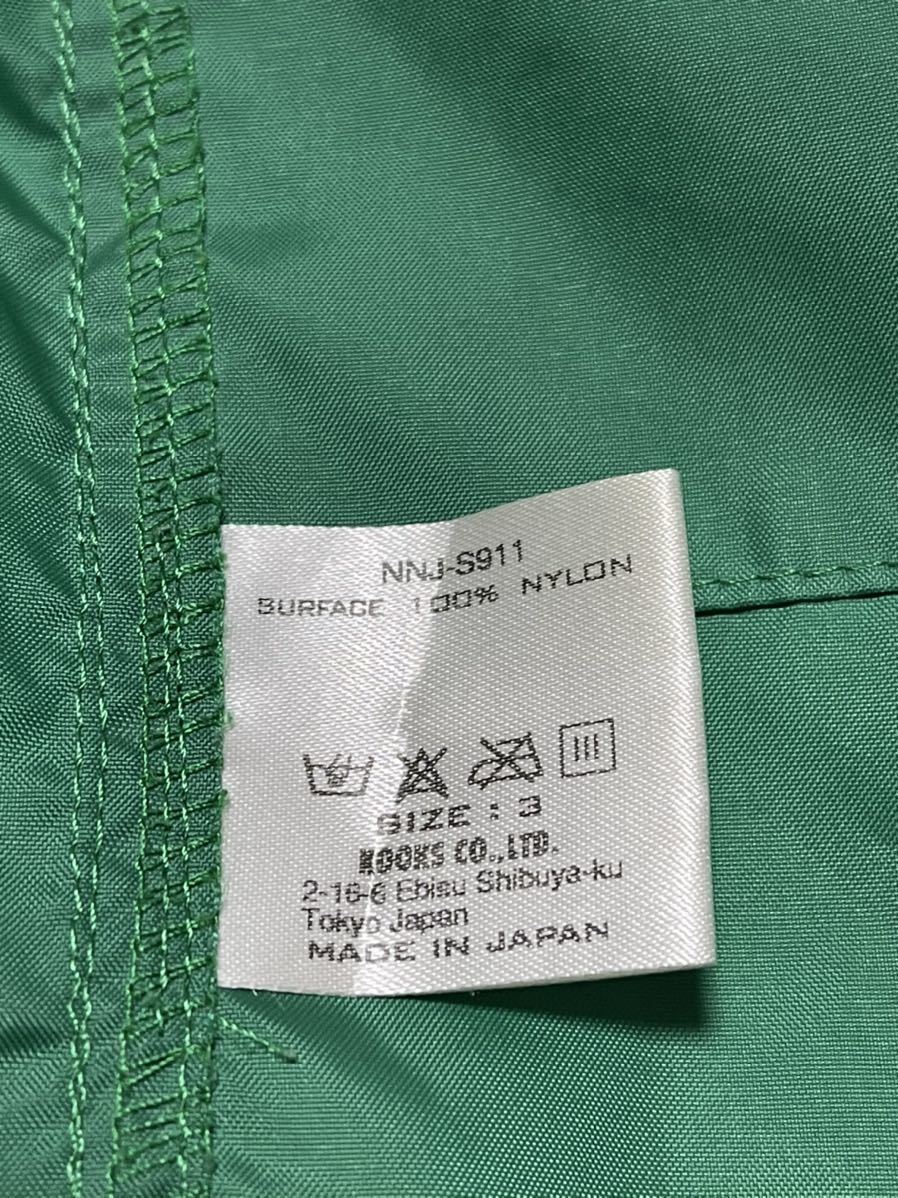 NNJ-S911
SURFACE 100% NYLON
SIZE : 3
KOOKS CO.,LTD.
2-16-6 Ebisu Shibuya-ku
Tokyo Japan
MADE IN JAPAN